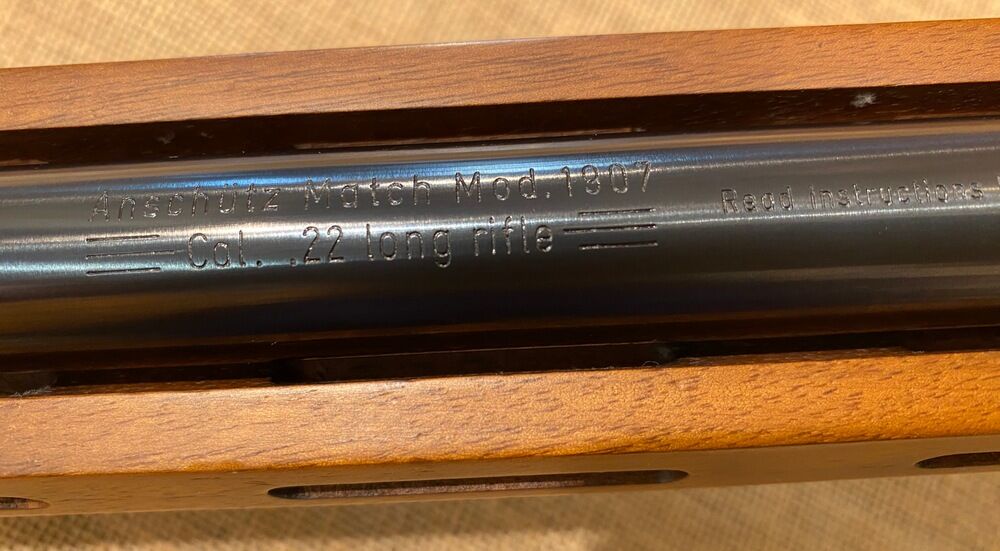 Anschütz Match Mod. 1807
Cal. .22 long rifle
Read instructions